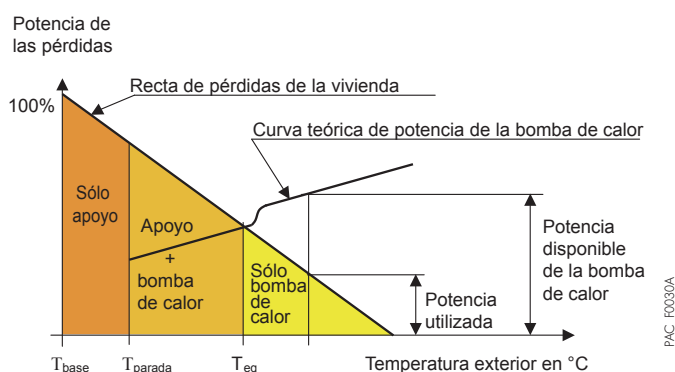 Potencia de
las pérdidas
Recta de pérdidas de la vivienda
100%
Curva teórica de potencia de la bomba de calor
Sólo
apoyo
Apoyo
+
bomba
de calor
Sólo
bomba
de
calor
Potencia
utilizada
Potencia
disponible
de la bomba
de calor
PAC F0030A
Tbase
Tparada
Teq
Temperatura exterior en °C